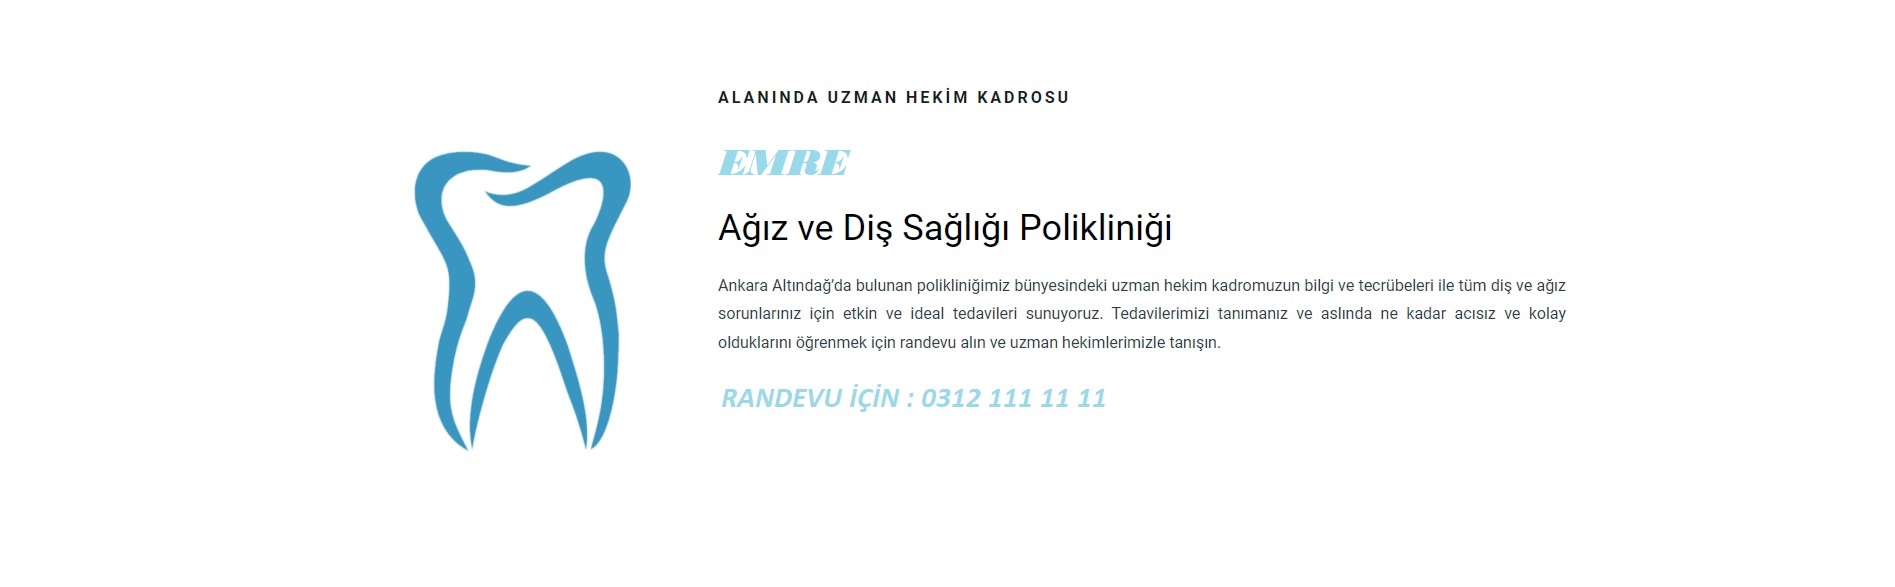 ALANINDA UZMAN HEKİM KADROSU
EMRE
Ağız ve Diş Sağlığı Polikliniği
Ankara Altındağ’da bulunan polikliniğimiz bünyesindeki uzman hekim kadromuzun bilgi ve tecrübeleri ile tüm diş ve ağız
sorunlarınız için etkin ve ideal tedavileri sunuyoruz. Tedavilerimizi tanımanız ve aslında ne kadar acısız ve kolay
olduklarını öğrenmek için randevu alın ve uzman hekimlerimizle tanışın.
RANDEVU İÇİN : 0312 111 11 11